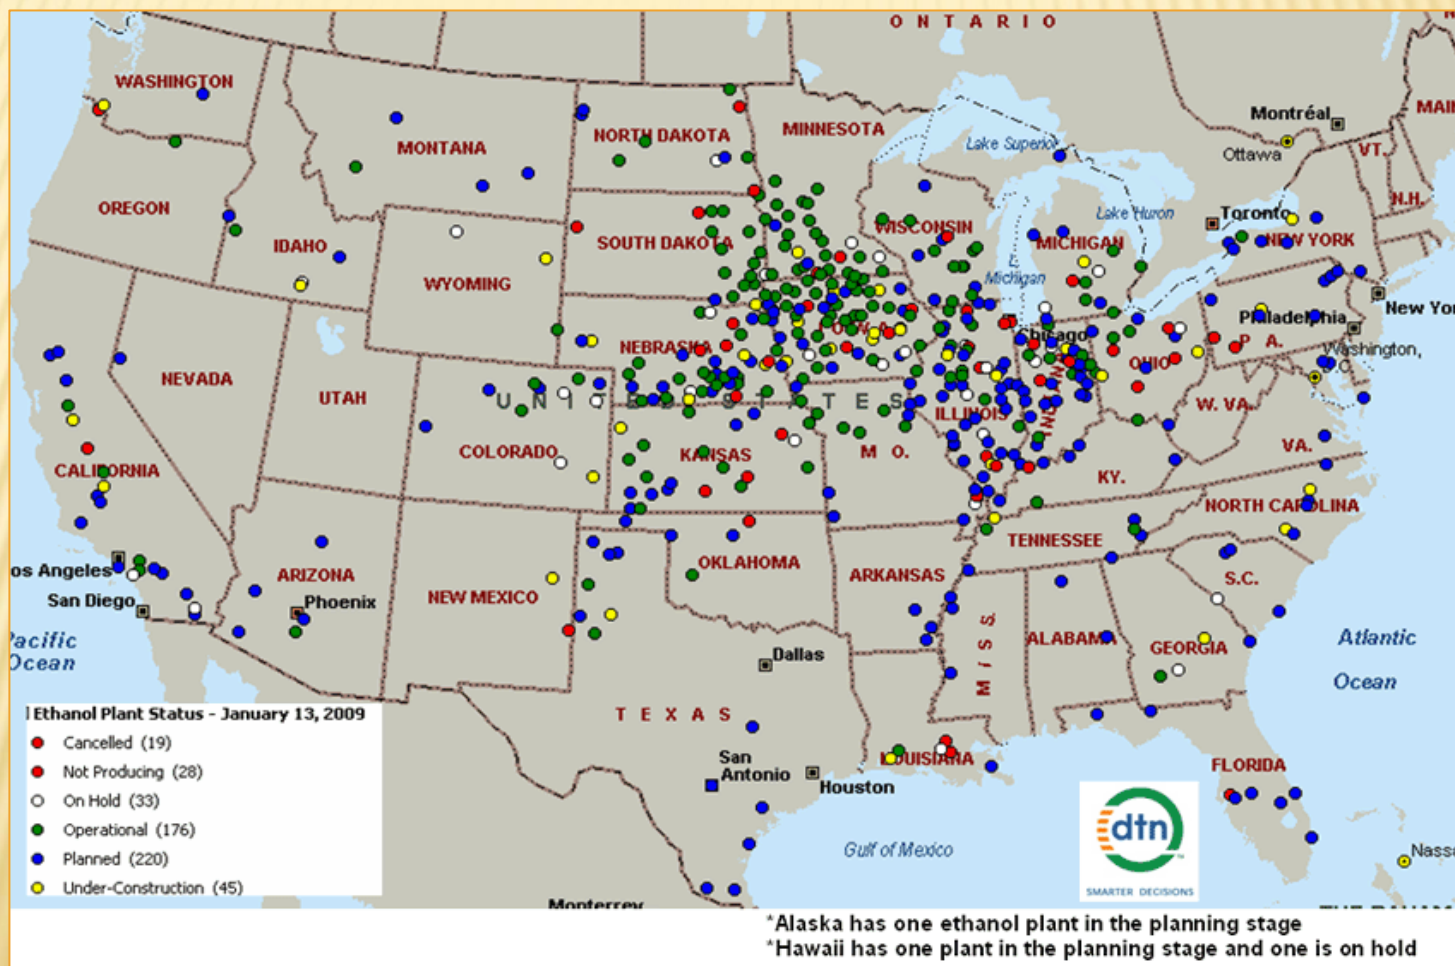 ONTARIO
WASHINGTON
MONTANA
NORTH DAKOTA
MINNESOTA
Lake Superior
Montréal
Ottawa
VT.
N.H.
OREGON
IDAHO
SOUTH DAKOTA
WISCONSIN
MICHIGAN
Lake Huron
Toronto
NEW YORK
WYOMING
L.
Michigan
New Yor
Philadelphia
NEBRASKA
IOWA
Chicago
OHIO
P A.
Washington,
D.C.
NEVADA
UTAH
UNITED STATES
ILLINOIS
W. VA.
CALIFORNIA
COLORADO
KANSAS
M O.
KY.
VA.
NORTH CAROLINA
TENNESSEE
os Angeles
ARIZONA
OKLAHOMA
ARKANSAS
S.C.
San Diego
Phoenix
NEW MEXICO
Pacific
Ocean
Dallas
MISS.
ALABAMA
GEORGIA
Atlantic
Ocean
TEXAS
San
Antonio
Houston
LOUISIANA
FLORIDA
Gulf of Mexico
Nass
Monterrey
Ethanol Plant Status - January 13, 2009
Cancelled (19)
Not Producing (28)
On Hold (33)
Operational (176)
Planned (220)
Under-Construction (45)
dtn
SMARTER DECISIONS
*Alaska has one ethanol plant in the planning stage
*Hawaii has one plant in the planning stage and one is on hold